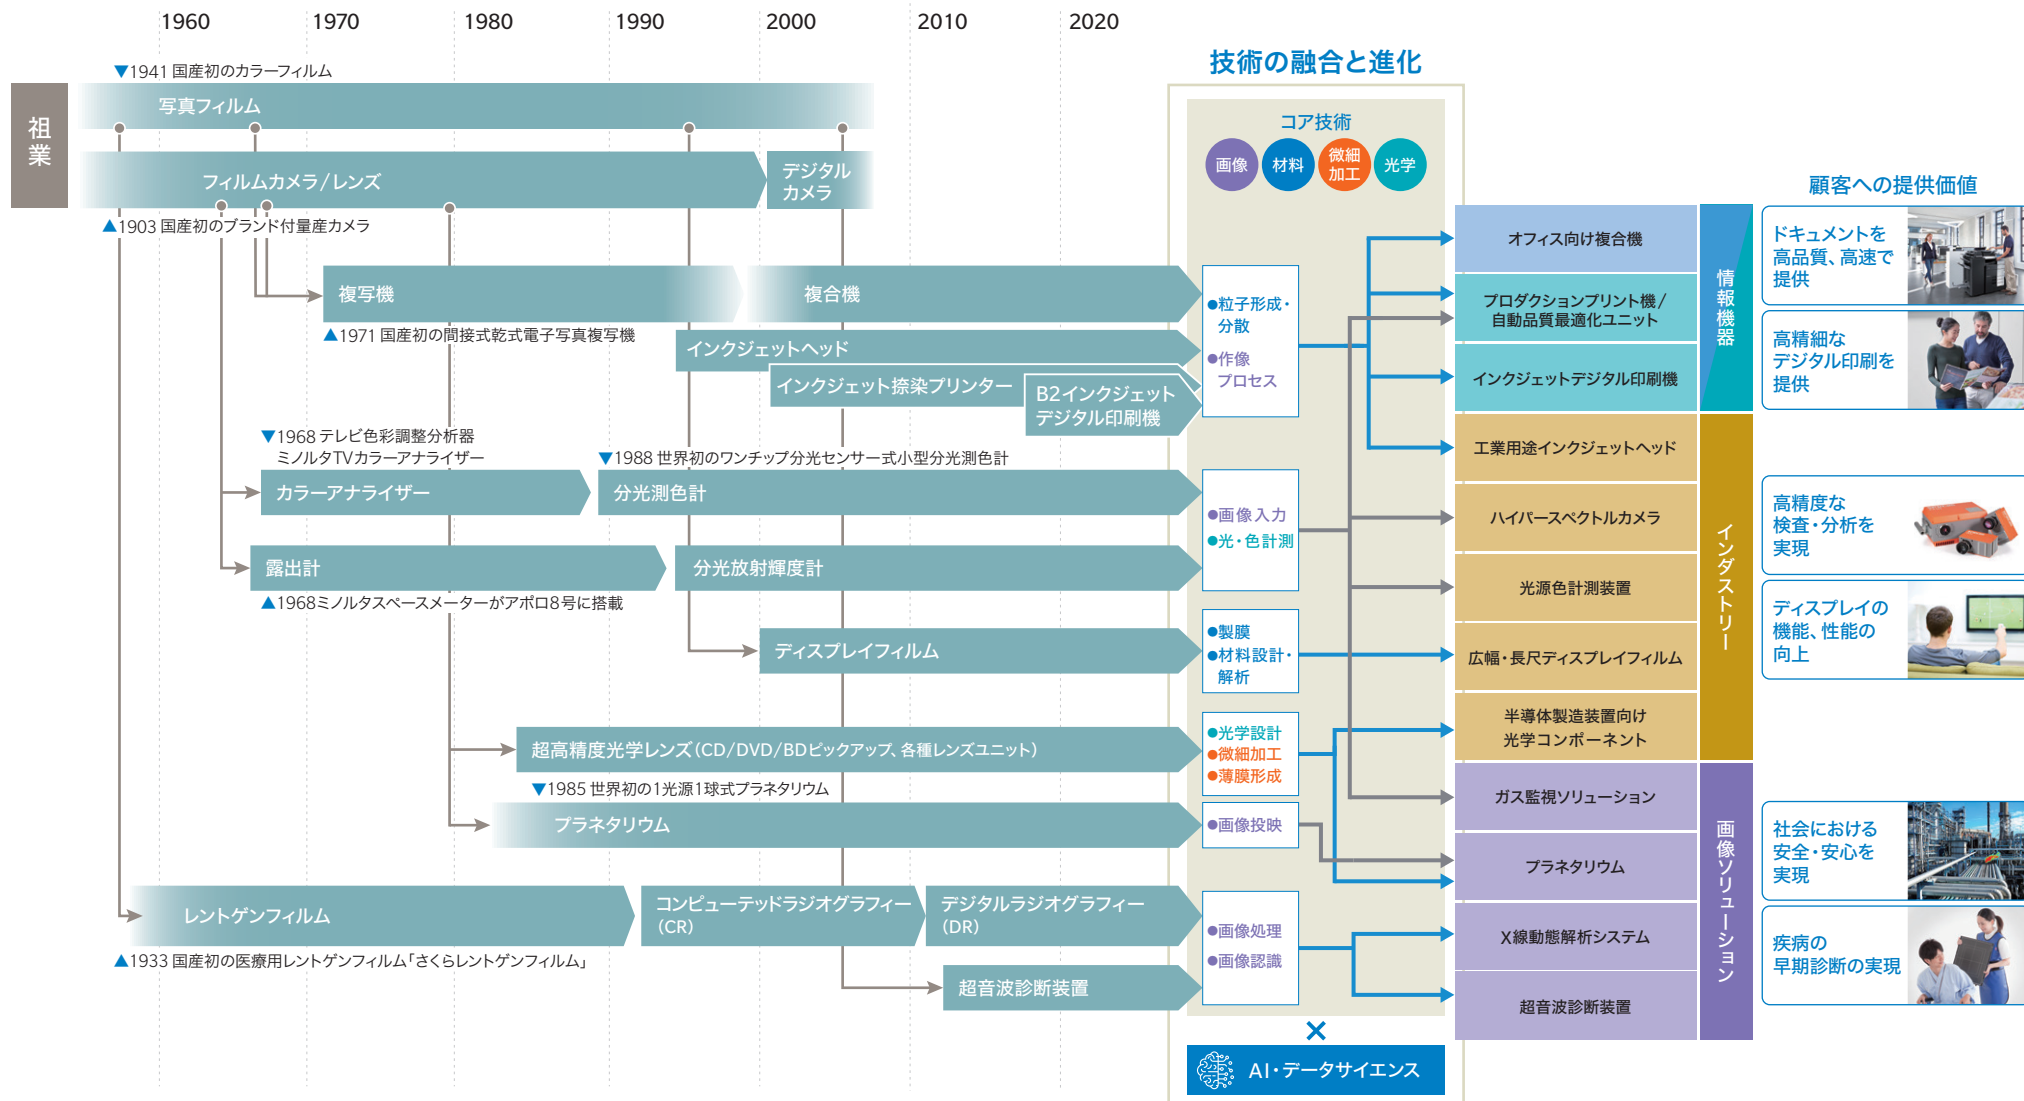 1960
1970
1980
1990
2000
2010
2020
技術の融合と進化
▼1941 国産初のカラーフィルム
祖業
写真フィルム
フィルムカメラ/レンズ
デジタル
カメラ
▲1903 国産初のブランド付量産カメラ
複写機
複合機
▲1971 国産初の間接式乾式電子写真複写機
インクジェットヘッド
インクジェット捺染プリンター
B2インクジェット
デジタル印刷機
▼1968 テレビ色彩調整分析器
ミノルタTVカラーアナライザー
▼1988 世界初のワンチップ分光センサー式小型分光測色計
カラーアナライザー
分光測色計
露出計
分光放射輝度計
▲1968ミノルタスペースメーターがアポロ8号に搭載
ディスプレイフィルム
超高精度光学レンズ(CD/DVD/BDピックアップ、各種レンズユニット)
▼1985 世界初の1光源1球式プラネタリウム
プラネタリウム
レントゲンフィルム
コンピューテッドラジオグラフィー
(CR)
デジタルラジオグラフィー
(DR)
▲1933 国産初の医療用レントゲンフィルム「さくらレントゲンフィルム」
超音波診断装置
コア技術
画像
材料
微細
加工
光学
●粒子形成・
分散
●作像
プロセス
●画像入力
●光・色計測
●製膜
●材料設計・
解析
●光学設計
●微細加工
●薄膜形成
●画像投映
●画像処理
●画像認識
×
AI・データサイエンス
オフィス向け複合機
プロダクションプリント機/
自動品質最適化ユニット
インクジェットデジタル印刷機
工業用途インクジェットヘッド
ハイパースペクトルカメラ
光源色計測装置
広幅・長尺ディスプレイフィルム
半導体製造装置向け
光学コンポーネント
ガス監視ソリューション
プラネタリウム
X線動態解析システム
超音波診断装置
情報機器
インダストリー
画像ソリューション
顧客への提供価値
ドキュメントを
高品質、高速で
提供
高精細な
デジタル印刷を
提供
高精度な
検査・分析を
実現
ディスプレイの
機能、性能の
向上
社会における
安全・安心を
実現
疾病の
早期診断の実現